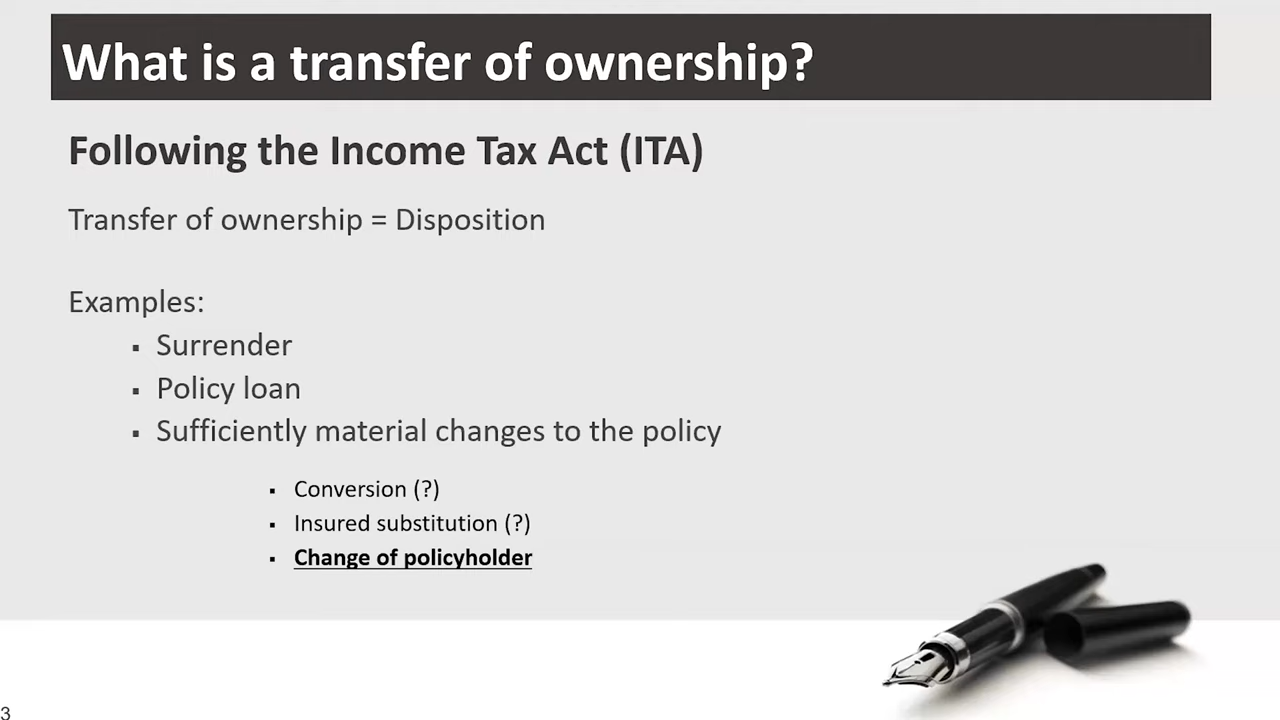 What is a transfer of ownership?
Following the Income Tax Act (ITA)
Transfer of ownership = Disposition
Examples:
▪ Surrender
▪ Policy loan
▪ Sufficiently material changes to the policy
▪ Conversion (?)
▪ Insured substitution (?)
▪ Change of policyholder
3